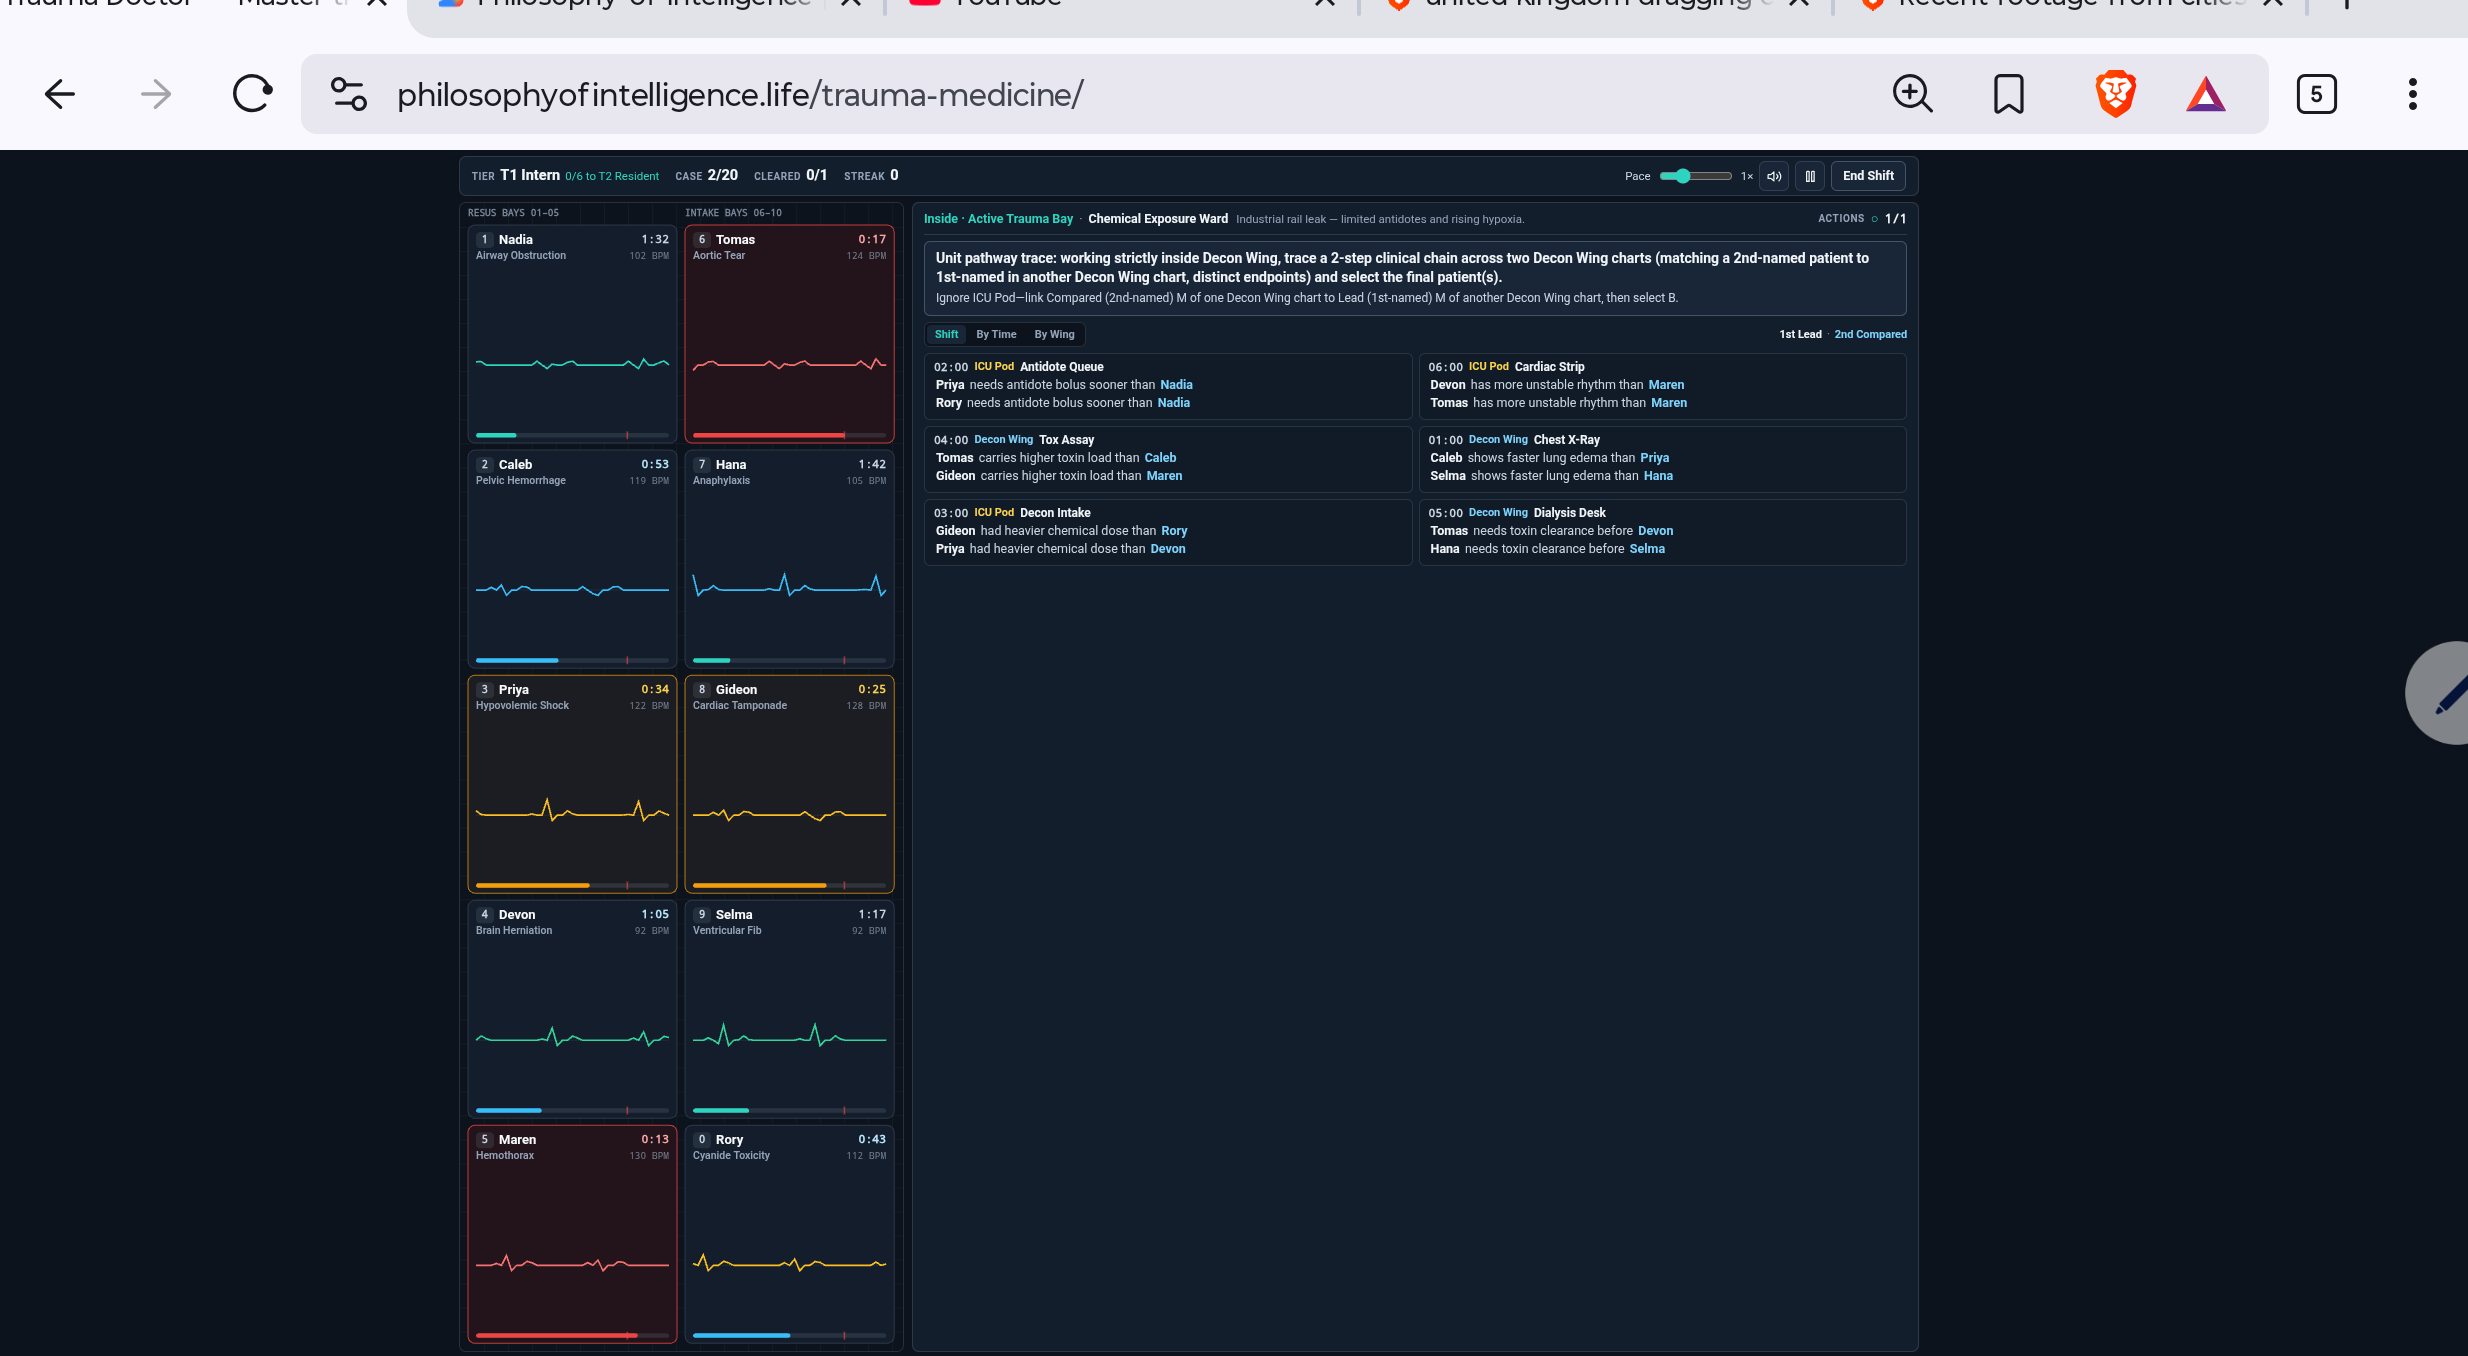 Trauma Doctor — Master t
Philosophy of Intelligence
YouTube
united kingdom dragging
Recent footage from cities
philosophyofintelligence.life/trauma-medicine/
5
TIER T1 Intern 0/6 to T2 Resident CASE 2/20 CLEARED 0/1 STREAK 0
Pace 1× End Shift
RESUS BAYS 01–05 INTAKE BAYS 06–10
1 Nadia 1:32
Airway Obstruction 102 BPM
6 Tomas 0:17
Aortic Tear 124 BPM
2 Caleb 0:53
Pelvic Hemorrhage 119 BPM
7 Hana 1:42
Anaphylaxis 105 BPM
3 Priya 0:34
Hypovolemic Shock 122 BPM
8 Gideon 0:25
Cardiac Tamponade 128 BPM
4 Devon 1:05
Brain Herniation 92 BPM
9 Selma 1:17
Ventricular Fib 92 BPM
5 Maren 0:13
Hemothorax 130 BPM
0 Rory 0:43
Cyanide Toxicity 112 BPM
Inside · Active Trauma Bay · Chemical Exposure Ward Industrial rail leak — limited antidotes and rising hypoxia. ACTIONS 1/1
Unit pathway trace: working strictly inside Decon Wing, trace a 2-step clinical chain across two Decon Wing charts (matching a 2nd-named patient to
1st-named in another Decon Wing chart, distinct endpoints) and select the final patient(s).
Ignore ICU Pod—link Compared (2nd-named) M of one Decon Wing chart to Lead (1st-named) M of another Decon Wing chart, then select B.
Shift By Time By Wing 1st Lead · 2nd Compared
02:00 ICU Pod Antidote Queue
Priya needs antidote bolus sooner than Nadia
Rory needs antidote bolus sooner than Nadia
06:00 ICU Pod Cardiac Strip
Devon has more unstable rhythm than Maren
Tomas has more unstable rhythm than Maren
04:00 Decon Wing Tox Assay
Tomas carries higher toxin load than Caleb
Gideon carries higher toxin load than Maren
01:00 Decon Wing Chest X-Ray
Caleb shows faster lung edema than Priya
Selma shows faster lung edema than Hana
03:00 ICU Pod Decon Intake
Gideon had heavier chemical dose than Rory
Priya had heavier chemical dose than Devon
05:00 Decon Wing Dialysis Desk
Tomas needs toxin clearance before Devon
Hana needs toxin clearance before Selma